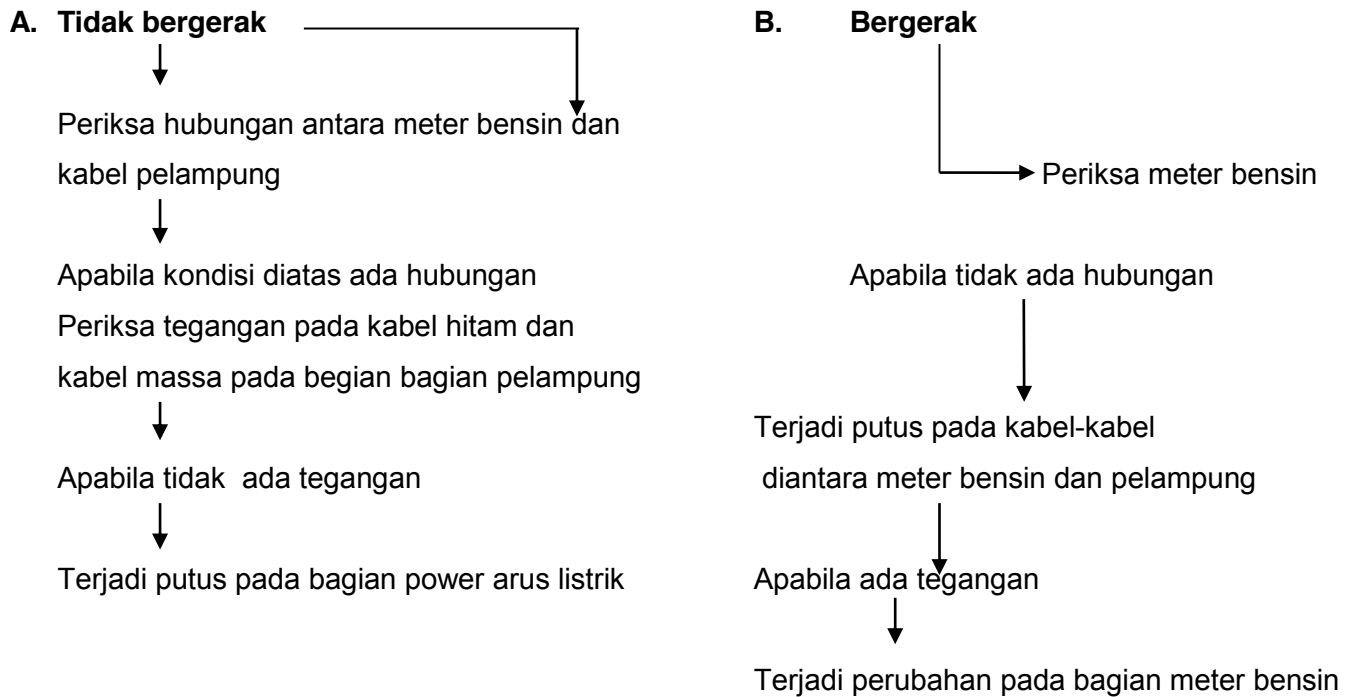 A. Tidak bergerak
Periksa hubungan antara meter bensin dan
kabel pelampung
Apabila kondisi diatas ada hubungan
Periksa tegangan pada kabel hitam dan
kabel massa pada begian bagian pelampung
Apabila tidak ada tegangan
Terjadi putus pada bagian power arus listrik
B. Bergerak
Periksa meter bensin
Apabila tidak ada hubungan
Terjadi putus pada kabel-kabel
diantara meter bensin dan pelampung
Apabila ada tegangan
Terjadi perubahan pada bagian meter bensin